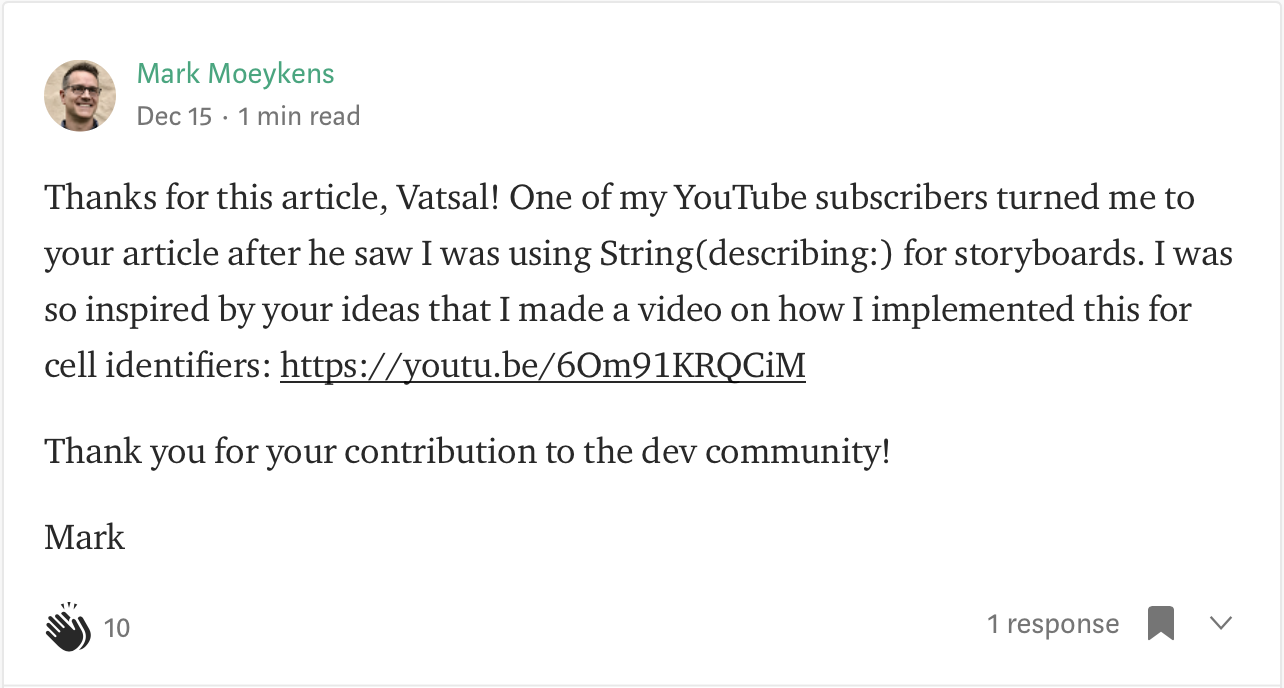 Mark Moeykens
Dec 15 · 1 min read
Thanks for this article, Vatsal! One of my YouTube subscribers turned me to
your article after he saw I was using String(describing:) for storyboards. I was
so inspired by your ideas that I made a video on how I implemented this for
cell identifiers: https://youtu.be/6Om91KRQCiM
Thank you for your contribution to the dev community!
Mark
10
1 response